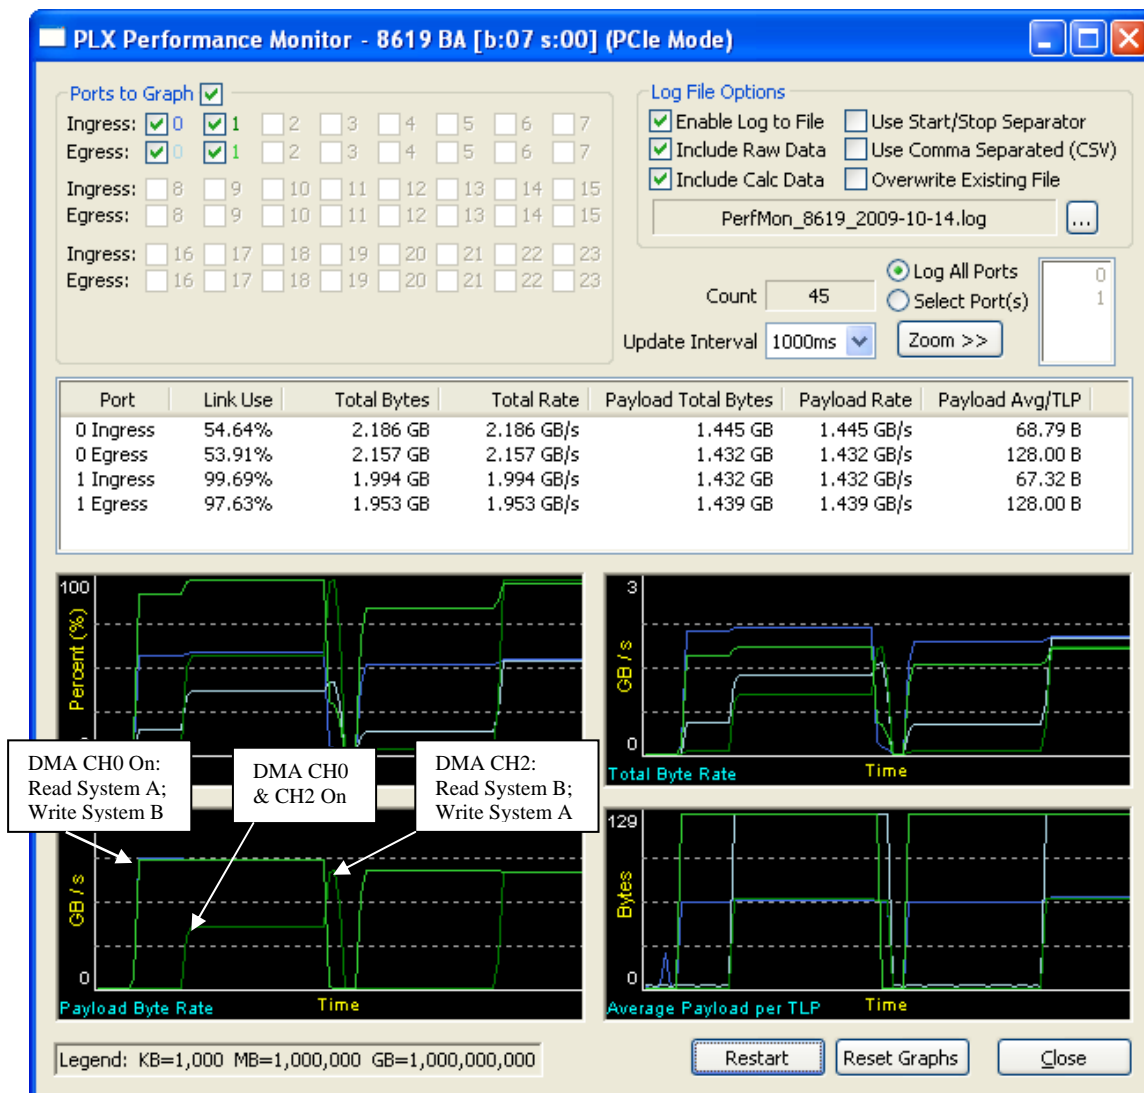 PLX Performance Monitor - 8619 BA [b:07 s:00] (PCIe Mode)
Ports to Graph
Ingress: 0 1 2 3 4 5 6 7
Egress: 0 1 2 3 4 5 6 7
Ingress: 8 9 10 11 12 13 14 15
Egress: 8 9 10 11 12 13 14 15
Ingress: 16 17 18 19 20 21 22 23
Egress: 16 17 18 19 20 21 22 23
Log File Options
Enable Log to File Use Start/Stop Separator
Include Raw Data Use Comma Separated (CSV)
Include Calc Data Overwrite Existing File
PerfMon_8619_2009-10-14.log ...
Count 45
Log All Ports
Select Port(s)
0
1
Update Interval 1000ms Zoom >>
Port Link Use Total Bytes Total Rate Payload Total Bytes Payload Rate Payload Avg/TLP
0 Ingress 54.64% 2.186 GB 2.186 GB/s 1.445 GB 1.445 GB/s 68.79 B
0 Egress 53.91% 2.157 GB 2.157 GB/s 1.432 GB 1.432 GB/s 128.00 B
1 Ingress 99.69% 1.994 GB 1.994 GB/s 1.432 GB 1.432 GB/s 67.32 B
1 Egress 97.63% 1.953 GB 1.953 GB/s 1.439 GB 1.439 GB/s 128.00 B
100
Percent (%)
3
GB / s
0
Total Byte Rate Time
DMA CH0 On:
Read System A;
Write System B
DMA CH0
& CH2 On
DMA CH2:
Read System B;
Write System A
GB / s
0
Payload Byte Rate Time
129
Bytes
0
Average Payload per TLP Time
Legend: KB=1,000 MB=1,000,000 GB=1,000,000,000
Restart Reset Graphs Close